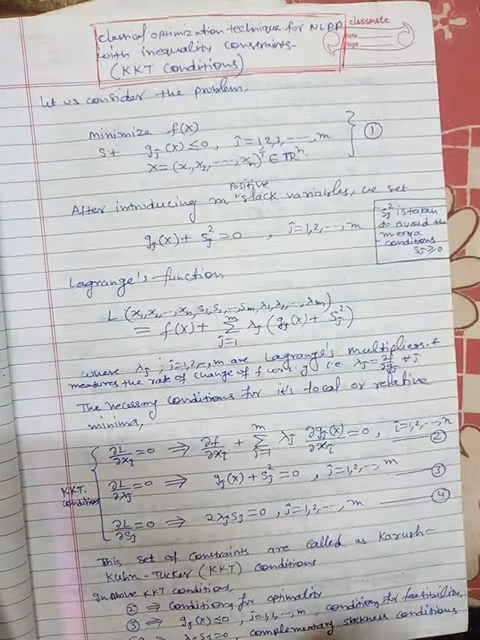 classical optimization technique for NLPP
with inequality constraints-
(KKT Conditions)
classmate
Date
Page
Let us consider the problem,
minimize f(x)
st gj(x) ≤ 0, j=1,2,---,m
X=(x1,x2,---,xn)ᵀ ∈ ℝⁿ.
①
After introducing m positive slack variables, we get
gj(x) + sj² = 0 , j=1,2,--,m
sj² is taken
to avoid the
m extra
conditions
sj ≥ 0
Lagrange's function
L(x1,x2,--,xn,s1,s2,--,sm,λ1,λ2,--,λm)
= f(x) + ∑_{j=1}^{m} λj (gj(x) + sj²)
where λj, j=1,2,-,m are Lagrange's multipliers &
measures the rate of change of f w.r.t. g i.e λj = ∂f/∂gj ∀ j
The necessary conditions for it's local or relative
minima,
KKT
conditions
∂L/∂xi = 0 ⇒ ∂f/∂xi + ∑_{j=1}^{m} λj ∂gj(x)/∂xi = 0 , i=1,2,--,n ②
∂L/∂λj = 0 ⇒ gj(x) + sj² = 0 , j=1,2,--,m ③
∂L/∂sj = 0 ⇒ 2λjsj = 0 , j=1,2,--,m ④
This set of constraints are called as Karush-
Kuhn-Tucker (KKT) conditions
In above KKT conditions,
② ⇒ conditions for optimality
③ ⇒ gj(x) ≤ 0, j=1,2,--,m, conditions for feasibility,
λjsj = 0, complementary slackness conditions.